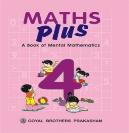 MATHS
Plus
A Book of Mental Mathematics
4
GOYAL BROTHERS PRAKASHAN